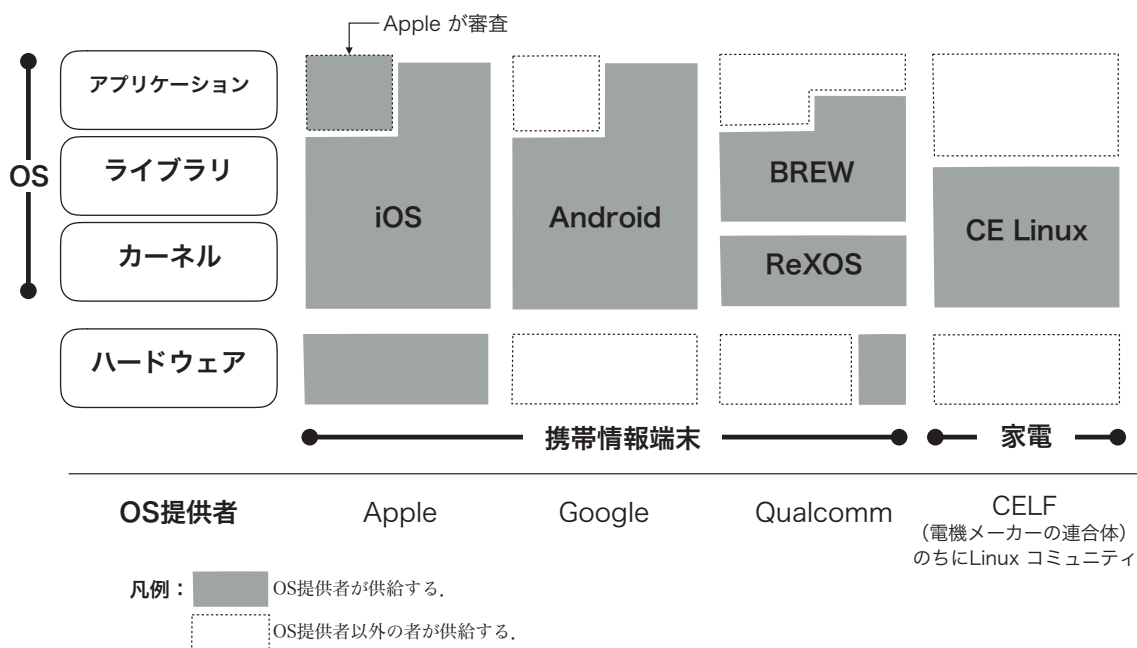 Apple が審査
アプリケーション
ライブラリ
OS
カーネル
ハードウェア
iOS
Android
BREW
ReXOS
CE Linux
携帯情報端末
家電
OS提供者
Apple
Google
Qualcomm
CELF
（電機メーカーの連合体）
のちにLinux コミュニティ
凡例：
OS提供者が供給する．
OS提供者以外の者が供給する．